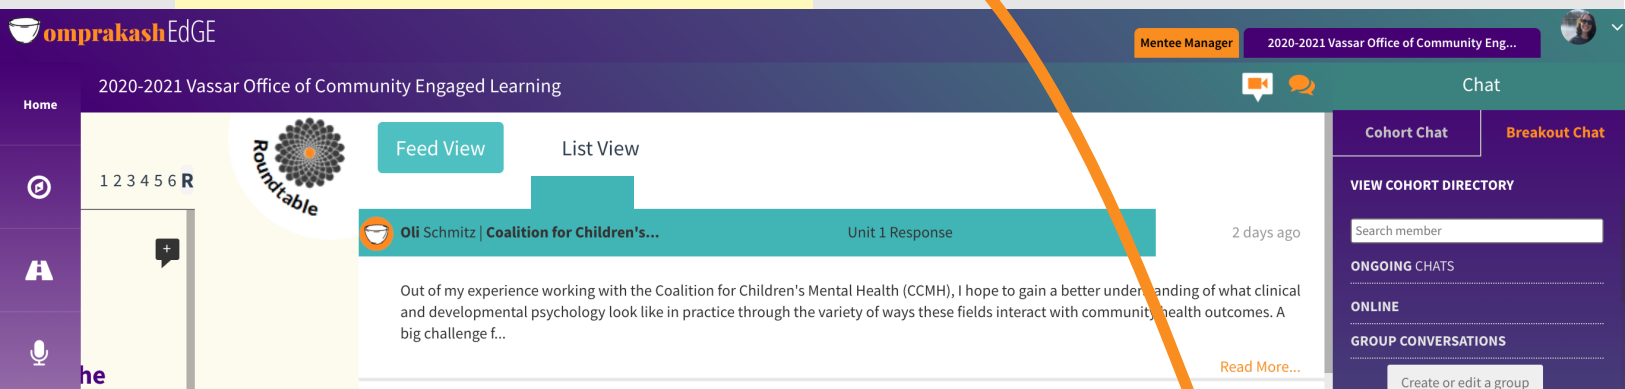 omprakash EdGE
Mentee Manager
2020-2021 Vassar Office of Community Eng...
Home
2020-2021 Vassar Office of Community Engaged Learning
Chat
Cohort Chat
Breakout Chat
1 2 3 4 5 6 R
Roundtable
Feed View
List View
VIEW COHORT DIRECTORY
Search member
Oli Schmitz | Coalition for Children's...
Unit 1 Response
2 days ago
ONGOING CHATS
Out of my experience working with the Coalition for Children's Mental Health (CCMH), I hope to gain a better under anding of what clinical
and developmental psychology look like in practice through the variety of ways these fields interact with community health outcomes. A
big challenge f...
ONLINE
GROUP CONVERSATIONS
Read More...
he
Create or edit a group